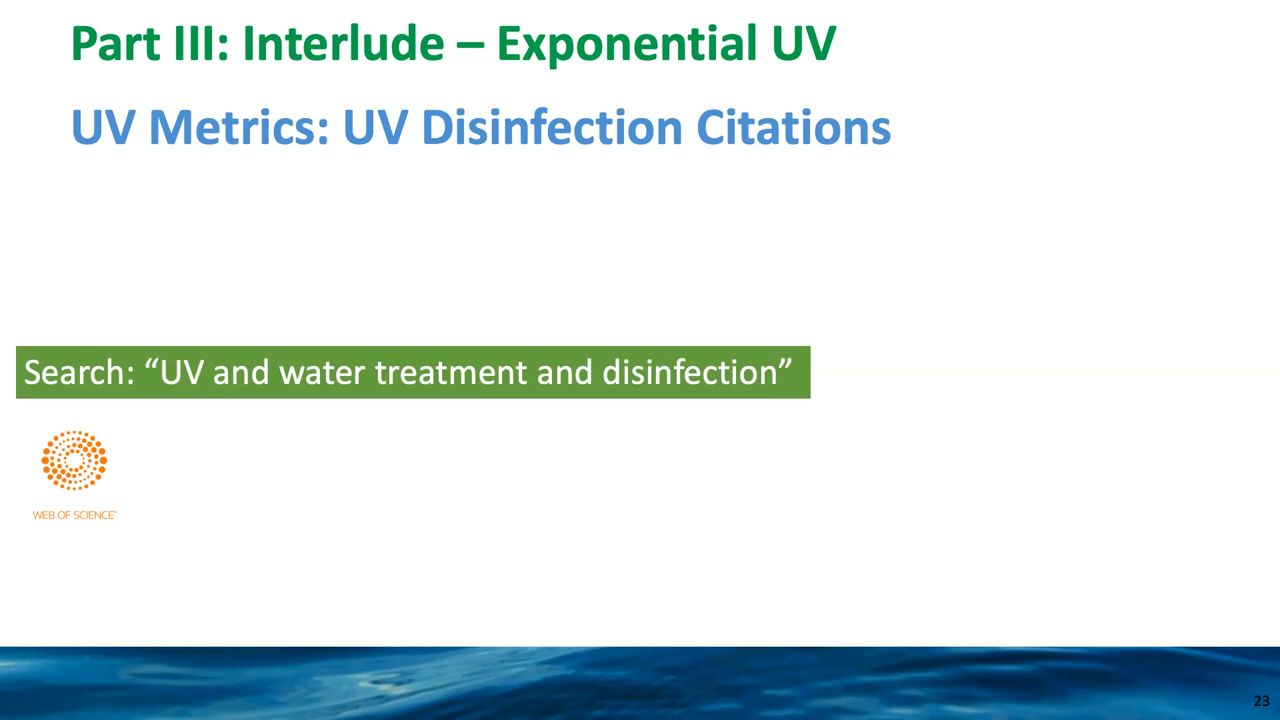 Part III: Interlude – Exponential UV
UV Metrics: UV Disinfection Citations
Search: “UV and water treatment and disinfection”
WEB OF SCIENCE™
23